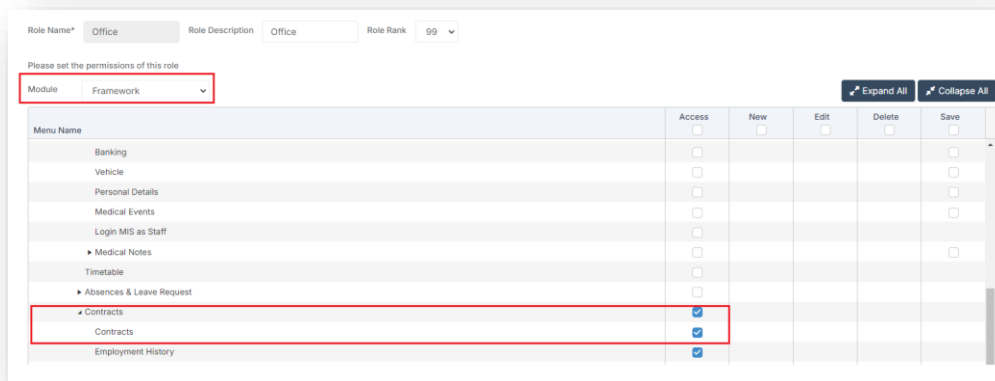 Role Name* Office Role Description Office Role Rank 99
Please set the permissions of this role
Module Framework Expand All Collapse All
Menu Name Access New Edit Delete Save
Banking
Vehicle
Personal Details
Medical Events
Login MIS as Staff
Medical Notes
Timetable
Absences & Leave Request
Contracts
Contracts
Employment History